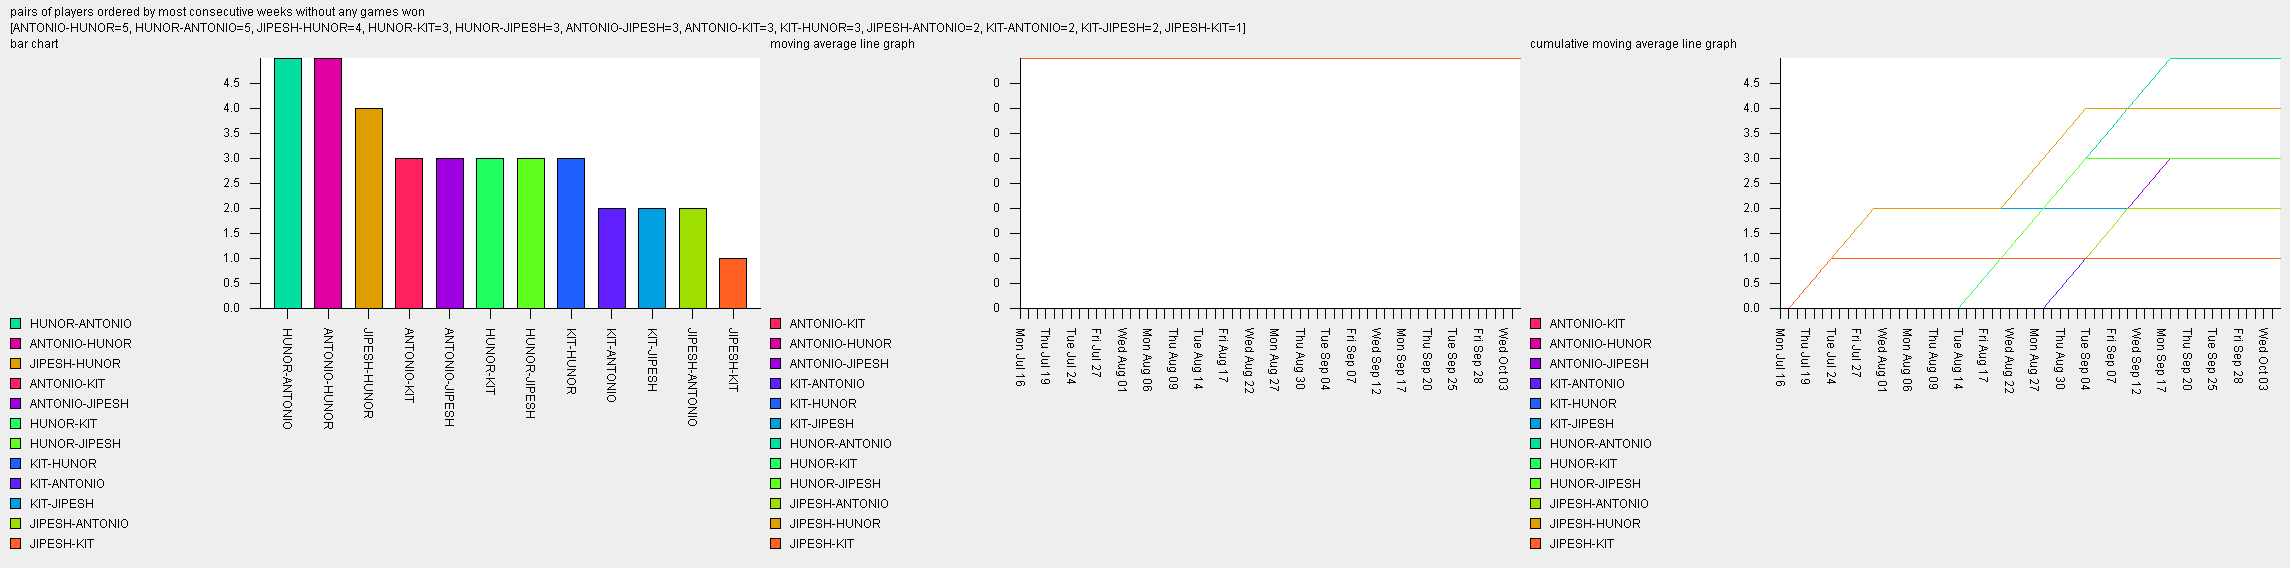 pairs of players ordered by most consecutive weeks without any games won
[ANTONIO-HUNOR=5, HUNOR-ANTONIO=5, JIPESH-HUNOR=4, HUNOR-KIT=3, HUNOR-JIPESH=3, ANTONIO-JIPESH=3, ANTONIO-KIT=3, KIT-HUNOR=3, JIPESH-ANTONIO=2, KIT-ANTONIO=2, KIT-JIPESH=2, JIPESH-KIT=1]
bar chart
4.5
4.0
3.5
3.0
2.5
2.0
1.5
1.0
0.5
0.0
HUNOR-ANTONIO
ANTONIO-HUNOR
JIPESH-HUNOR
ANTONIO-KIT
ANTONIO-JIPESH
HUNOR-KIT
HUNOR-JIPESH
KIT-HUNOR
KIT-ANTONIO
KIT-JIPESH
JIPESH-ANTONIO
JIPESH-KIT
HUNOR-ANTONIO
ANTONIO-HUNOR
JIPESH-HUNOR
ANTONIO-KIT
ANTONIO-JIPESH
HUNOR-KIT
HUNOR-JIPESH
KIT-HUNOR
KIT-ANTONIO
KIT-JIPESH
JIPESH-ANTONIO
JIPESH-KIT
moving average line graph
0
0
0
0
0
0
0
0
0
0
Mon Jul 16
Thu Jul 19
Tue Jul 24
Fri Jul 27
Wed Aug 01
Mon Aug 06
Thu Aug 09
Tue Aug 14
Fri Aug 17
Wed Aug 22
Mon Aug 27
Thu Aug 30
Tue Sep 04
Fri Sep 07
Wed Sep 12
Mon Sep 17
Thu Sep 20
Tue Sep 25
Fri Sep 28
Wed Oct 03
ANTONIO-KIT
ANTONIO-HUNOR
ANTONIO-JIPESH
KIT-ANTONIO
KIT-HUNOR
KIT-JIPESH
HUNOR-ANTONIO
HUNOR-KIT
HUNOR-JIPESH
JIPESH-ANTONIO
JIPESH-HUNOR
JIPESH-KIT
cumulative moving average line graph
4.5
4.0
3.5
3.0
2.5
2.0
1.5
1.0
0.5
0.0
Mon Jul 16
Thu Jul 19
Tue Jul 24
Fri Jul 27
Wed Aug 01
Mon Aug 06
Thu Aug 09
Tue Aug 14
Fri Aug 17
Wed Aug 22
Mon Aug 27
Thu Aug 30
Tue Sep 04
Fri Sep 07
Wed Sep 12
Mon Sep 17
Thu Sep 20
Tue Sep 25
Fri Sep 28
Wed Oct 03
ANTONIO-KIT
ANTONIO-HUNOR
ANTONIO-JIPESH
KIT-ANTONIO
KIT-HUNOR
KIT-JIPESH
HUNOR-ANTONIO
HUNOR-KIT
HUNOR-JIPESH
JIPESH-ANTONIO
JIPESH-HUNOR
JIPESH-KIT